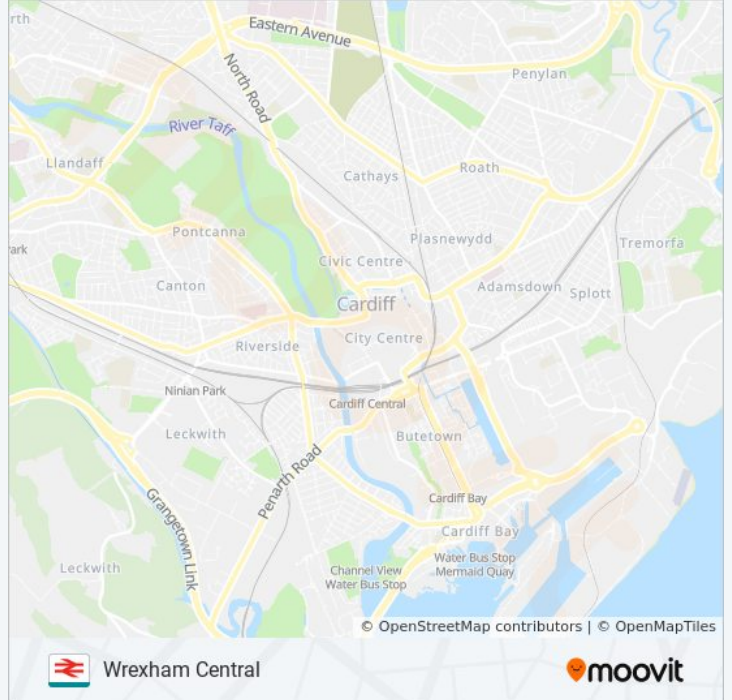 rth
Eastern Avenue
North Road
Penylan
River Taff
Llandaff
Cathays
Roath
Pontcanna
Plasnewydd
Tremorfa
ark
Civic Centre
Canton
Adamsdown
Splott
Cardiff
City Centre
Riverside
Ninian Park
Cardiff Central
Leckwith
Butetown
Penarth Road
Grangetown Link
Cardiff Bay
Cardiff Bay
Water Bus Stop
Mermaid Quay
Leckwith
Channel View
Water Bus Stop
© OpenStreetMap contributors | © OpenMapTiles
Wrexham Central
moovit